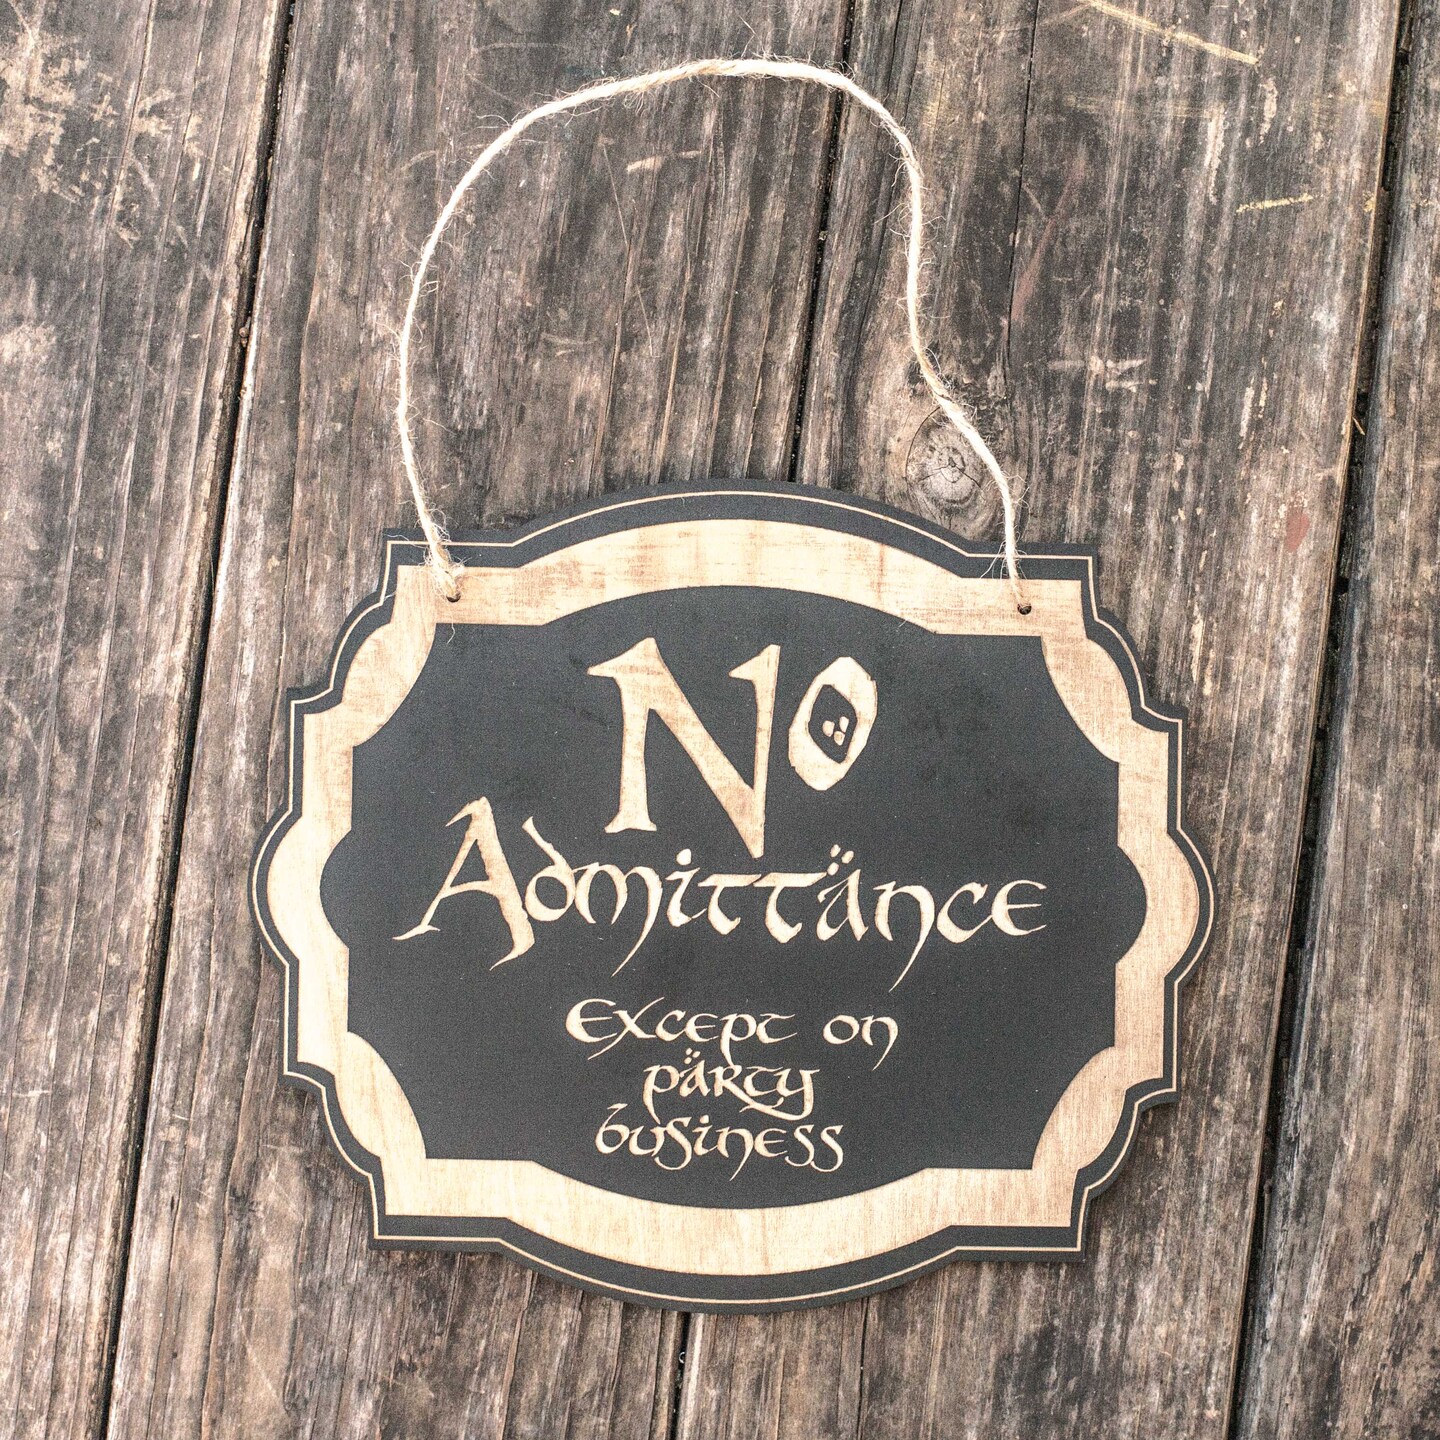 No
Admittance
Except on
party
business